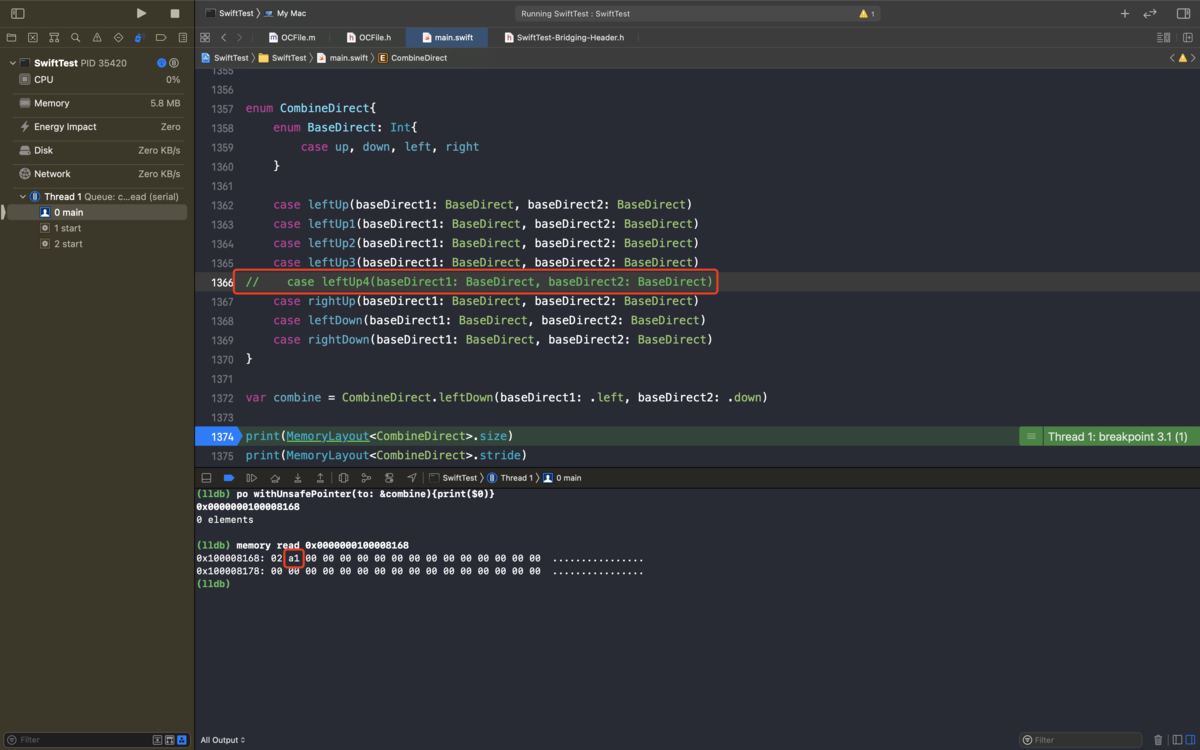 SwiftTest 〉 My Mac
Running SwiftTest : SwiftTest
1
OCFile.m
OCFile.h
main.swift
SwiftTest-Bridging-Header.h
SwiftTest 〉 SwiftTest 〉 main.swift 〉 E CombineDirect
SwiftTest PID 35420
CPU 0%
Memory 5.8 MB
Energy Impact Zero
Disk Zero KB/s
Network Zero KB/s
Thread 1 Queue: c...ead (serial)
0 main
1 start
2 start
1355
1356
1357 enum CombineDirect{
1358     enum BaseDirect: Int{
1359         case up, down, left, right
1360     }
1361
1362     case leftUp(baseDirect1: BaseDirect, baseDirect2: BaseDirect)
1363     case leftUp1(baseDirect1: BaseDirect, baseDirect2: BaseDirect)
1364     case leftUp2(baseDirect1: BaseDirect, baseDirect2: BaseDirect)
1365     case leftUp3(baseDirect1: BaseDirect, baseDirect2: BaseDirect)
1366 //    case leftUp4(baseDirect1: BaseDirect, baseDirect2: BaseDirect)
1367     case rightUp(baseDirect1: BaseDirect, baseDirect2: BaseDirect)
1368     case leftDown(baseDirect1: BaseDirect, baseDirect2: BaseDirect)
1369     case rightDown(baseDirect1: BaseDirect, baseDirect2: BaseDirect)
1370 }
1371
1372 var combine = CombineDirect.leftDown(baseDirect1: .left, baseDirect2: .down)
1373
1374 print(MemoryLayout<CombineDirect>.size)
Thread 1: breakpoint 3.1 (1)
1375 print(MemoryLayout<CombineDirect>.stride)
SwiftTest 〉 Thread 1 〉 0 main
(lldb) po withUnsafePointer(to: &combine){print($0)}
0x0000000100008168
0 elements
(lldb) memory read 0x0000000100008168
0x100008168: 02 a1 00 00 00 00 00 00 00 00 00 00 00 00 00 00  ................
0x100008178: 00 00 00 00 00 00 00 00 00 00 00 00 00 00 00 00  ................
(lldb)
Filter
All Output
Filter